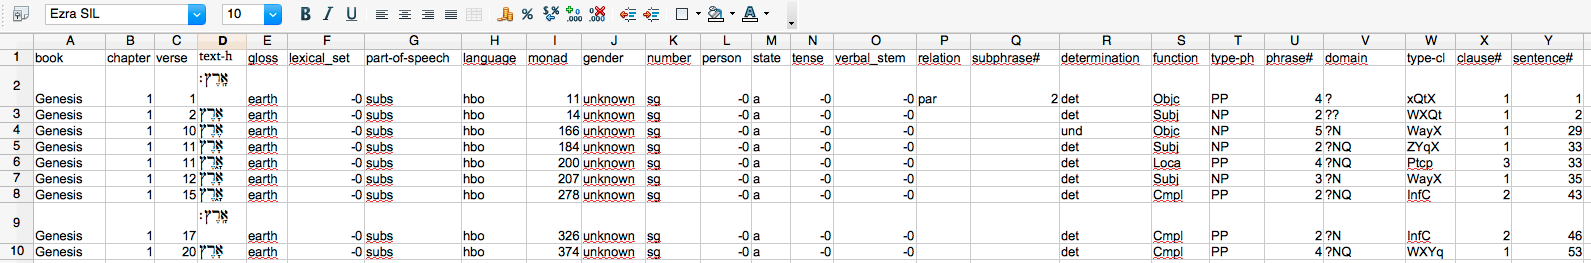 Ezra SIL 10 B I U % $% .000 .000 A
A B C D E F G H I J K L M N O P Q R S T U V W X Y
1 book chapter verse text-h gloss lexical_set part-of-speech language monad gender number person state tense verbal_stem relation subphrase# determination function type-ph phrase# domain type-cl clause# sentence#
2 Genesis 1 1 אָֽרֶץ׃ earth -0 subs hbo 11 unknown sg -0 a -0 -0 par 2 det Objc PP 4 ? xQtX 1 1
3 Genesis 1 2 אָ֗רֶץ earth -0 subs hbo 14 unknown sg -0 a -0 -0 det Subj NP 2 ?? WXQt 1 2
4 Genesis 1 10 אֶ֔רֶץ earth -0 subs hbo 166 unknown sg -0 a -0 -0 und Objc NP 5 ?N WayX 1 29
5 Genesis 1 11 אָ֙רֶץ֙ earth -0 subs hbo 184 unknown sg -0 a -0 -0 det Subj NP 2 ?NQ ZYqX 1 33
6 Genesis 1 11 אָ֑רֶץ earth -0 subs hbo 200 unknown sg -0 a -0 -0 det Loca PP 4 ?NQ Ptcp 3 33
7 Genesis 1 12 אָ֜רֶץ earth -0 subs hbo 207 unknown sg -0 a -0 -0 det Subj NP 3 ?N WayX 1 35
8 Genesis 1 15 אָ֑רֶץ earth -0 subs hbo 278 unknown sg -0 a -0 -0 det Cmpl PP 2 ?NQ InfC 2 43
9 Genesis 1 17 אָֽרֶץ׃ earth -0 subs hbo 326 unknown sg -0 a -0 -0 det Cmpl PP 2 ?N InfC 2 46
10 Genesis 1 20 אָ֔רֶץ earth -0 subs hbo 374 unknown sg -0 a -0 -0 det Cmpl PP 4 ?NQ WXYq 1 53